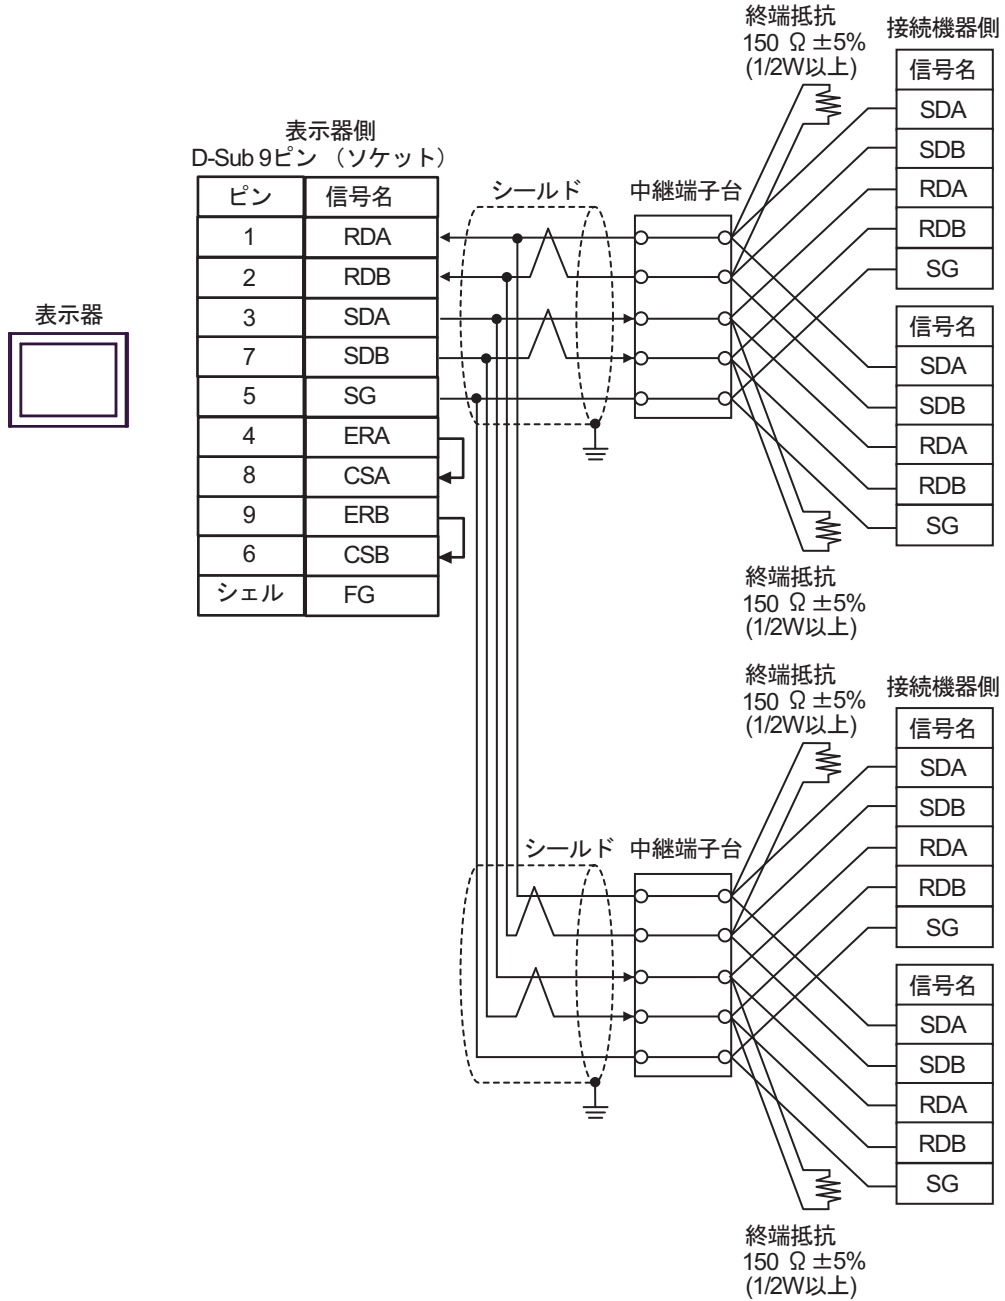 終端抵抗
150 Ω ±5%
(1/2W以上)
接続機器側
信号名
SDA
SDB
RDA
RDB
SG
表示器側
D-Sub 9ピン （ソケット）
ピン 信号名
1 RDA
2 RDB
3 SDA
7 SDB
5 SG
4 ERA
8 CSA
9 ERB
6 CSB
シェル FG
シールド
中継端子台
表示器
信号名
SDA
SDB
RDA
RDB
SG
終端抵抗
150 Ω ±5%
(1/2W以上)
終端抵抗
150 Ω ±5%
(1/2W以上)
接続機器側
信号名
SDA
SDB
RDA
RDB
SG
シールド
中継端子台
信号名
SDA
SDB
RDA
RDB
SG
終端抵抗
150 Ω ±5%
(1/2W以上)